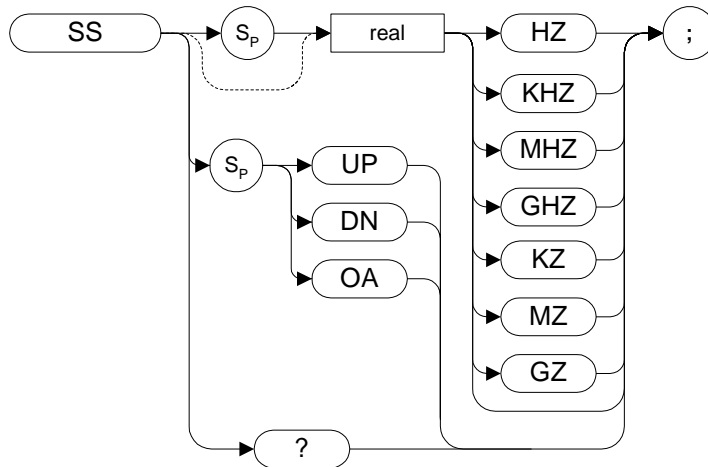 SS SP real HZ ;
KHZ
MHZ
SP UP GHZ
DN KZ
OA MZ
GZ
?